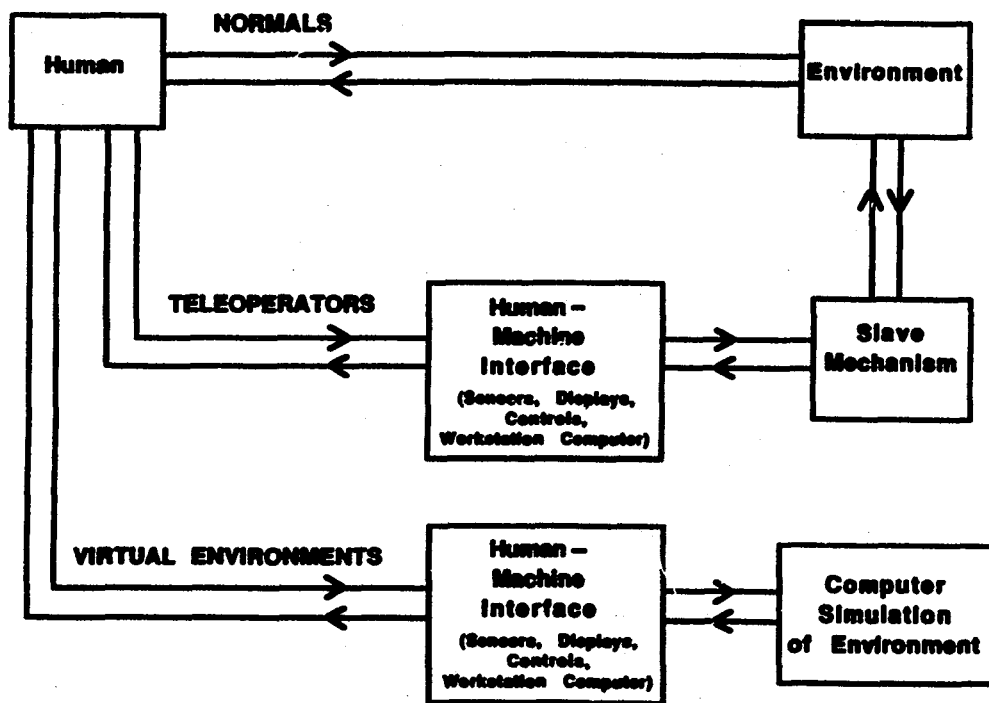 NORMALS
Human
Environment
TELEOPERATORS
Human –
Machine
Interface
(Sensors, Displays,
Controls,
Workstation Computer)
Slave
Mechanism
VIRTUAL ENVIRONMENTS
Human –
Machine
Interface
(Sensors, Displays,
Controls,
Workstation Computer)
Computer
Simulation
of Environment